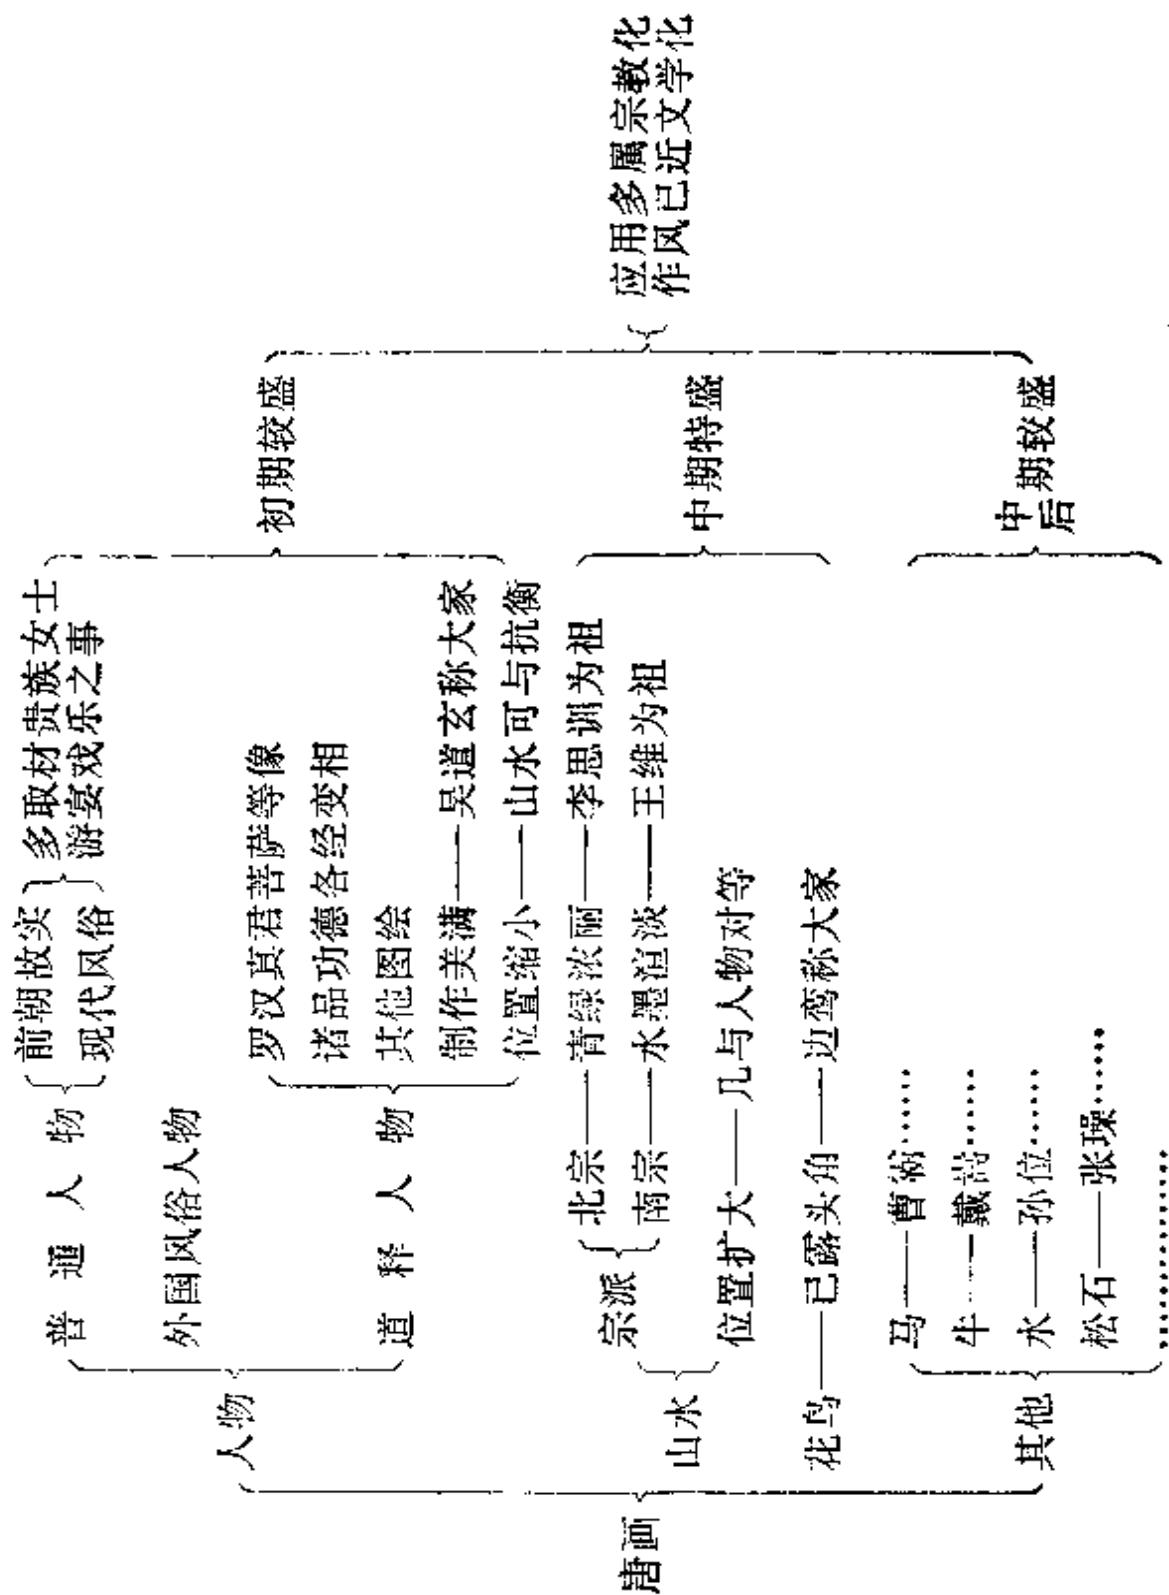 唐画
人物
普通人物
前朝故实
现代风俗
多取材贵族女士
游宴戏乐之事
外国风俗人物
道释人物
罗汉真君菩萨等像
诸品功德各经变相
其他图绘
制作美满——吴道玄称大家
位置缩小——山水可与抗衡
初期较盛
山水
宗派
北宗——青绿浓丽——李思训为祖
南宗——水墨渲淡——王维为祖
位置扩大——几与人物对等
花鸟——已露头角——边鸾称大家
中期特盛
其他
马——曹霸……
牛——戴嵩……
水——孙位……
松石——张璪……
…………
中后期较盛
应用多属宗教化
作风已近文学化